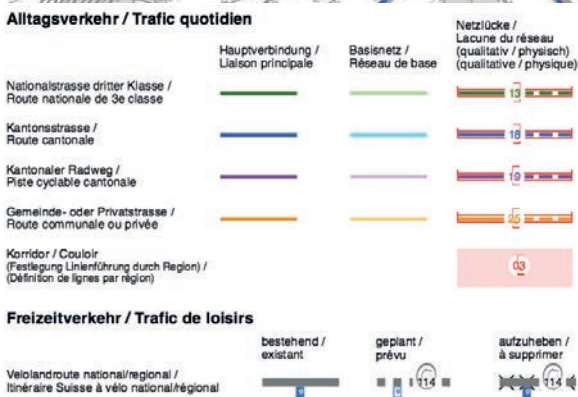 Alltagsverkehr / Trafic quotidien
Hauptverbindung /
Liaison principale
Basisnetz /
Réseau de base
Netzlücke /
Lacune du réseau
(qualitativ / physisch)
(qualitative / physique)
Nationalstrasse dritter Klasse /
Route nationale de 3e classe
13
Kantonsstrasse /
Route cantonale
18
Kantonaler Radweg /
Piste cyclable cantonale
19
Gemeinde- oder Privatstrasse /
Route communale ou privée
25
Korridor / Couloir
(Festlegung Linienführung durch Region) /
(Définition de lignes par région)
03
Freizeitverkehr / Trafic de loisirs
bestehend /
existant
geplant /
prévu
aufzuheben /
à supprimer
Velolandroute national/regional /
Itinéraire Suisse à vélo national/régional
114
114